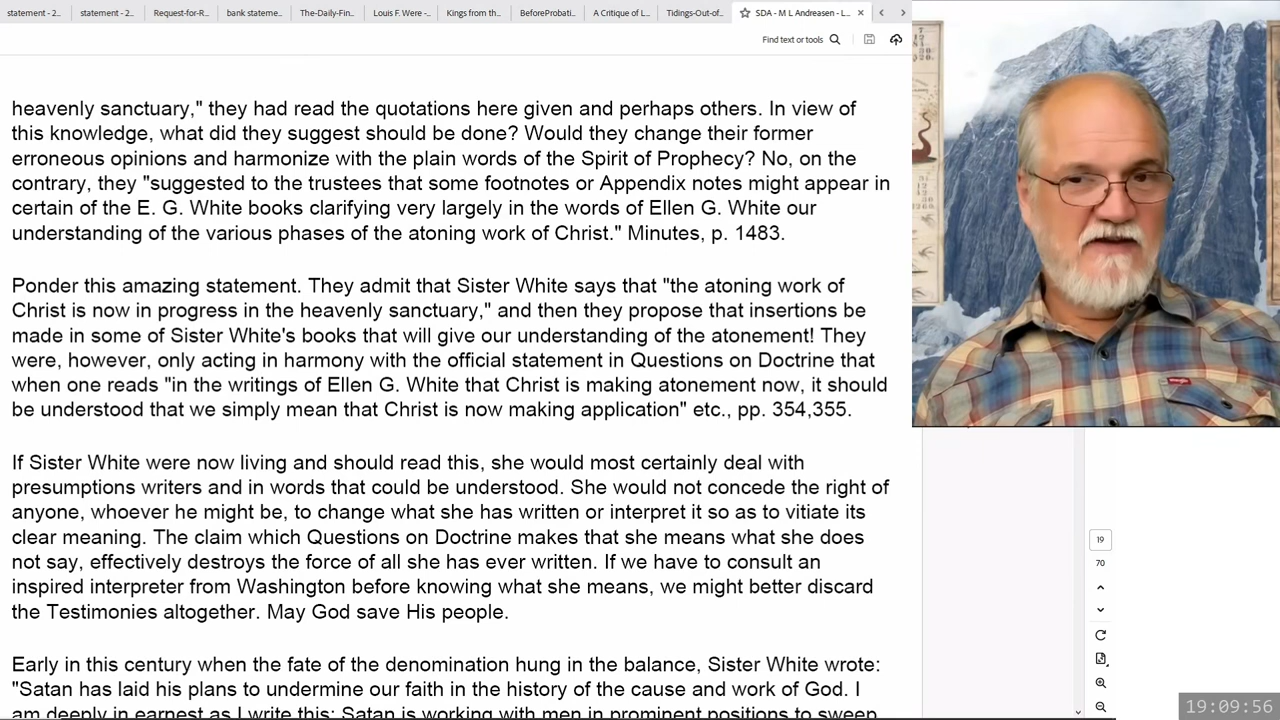 statement - 2...
statement - 2...
Request-for-R...
bank stateme...
The-Daily-Fin...
Louis F. Were -...
Kings from th...
BeforeProbati...
A Critique of L...
Tidings-Out-of...
SDA - M L Andreasen - L...
Find text or tools
heavenly sanctuary," they had read the quotations here given and perhaps others. In view of
this knowledge, what did they suggest should be done? Would they change their former
erroneous opinions and harmonize with the plain words of the Spirit of Prophecy? No, on the
contrary, they "suggested to the trustees that some footnotes or Appendix notes might appear in
certain of the E. G. White books clarifying very largely in the words of Ellen G. White our
understanding of the various phases of the atoning work of Christ." Minutes, p. 1483.
Ponder this amazing statement. They admit that Sister White says that "the atoning work of
Christ is now in progress in the heavenly sanctuary," and then they propose that insertions be
made in some of Sister White's books that will give our understanding of the atonement! They
were, however, only acting in harmony with the official statement in Questions on Doctrine that
when one reads "in the writings of Ellen G. White that Christ is making atonement now, it should
be understood that we simply mean that Christ is now making application" etc., pp. 354,355.
If Sister White were now living and should read this, she would most certainly deal with
presumptions writers and in words that could be understood. She would not concede the right of
anyone, whoever he might be, to change what she has written or interpret it so as to vitiate its
clear meaning. The claim which Questions on Doctrine makes that she means what she does
not say, effectively destroys the force of all she has ever written. If we have to consult an
inspired interpreter from Washington before knowing what she means, we might better discard
the Testimonies altogether. May God save His people.
Early in this century when the fate of the denomination hung in the balance, Sister White wrote:
"Satan has laid his plans to undermine our faith in the history of the cause and work of God. I
am deeply in earnest as I write this: Satan is working with men in prominent positions to sweep
19
70
Wrangler
19:09:56